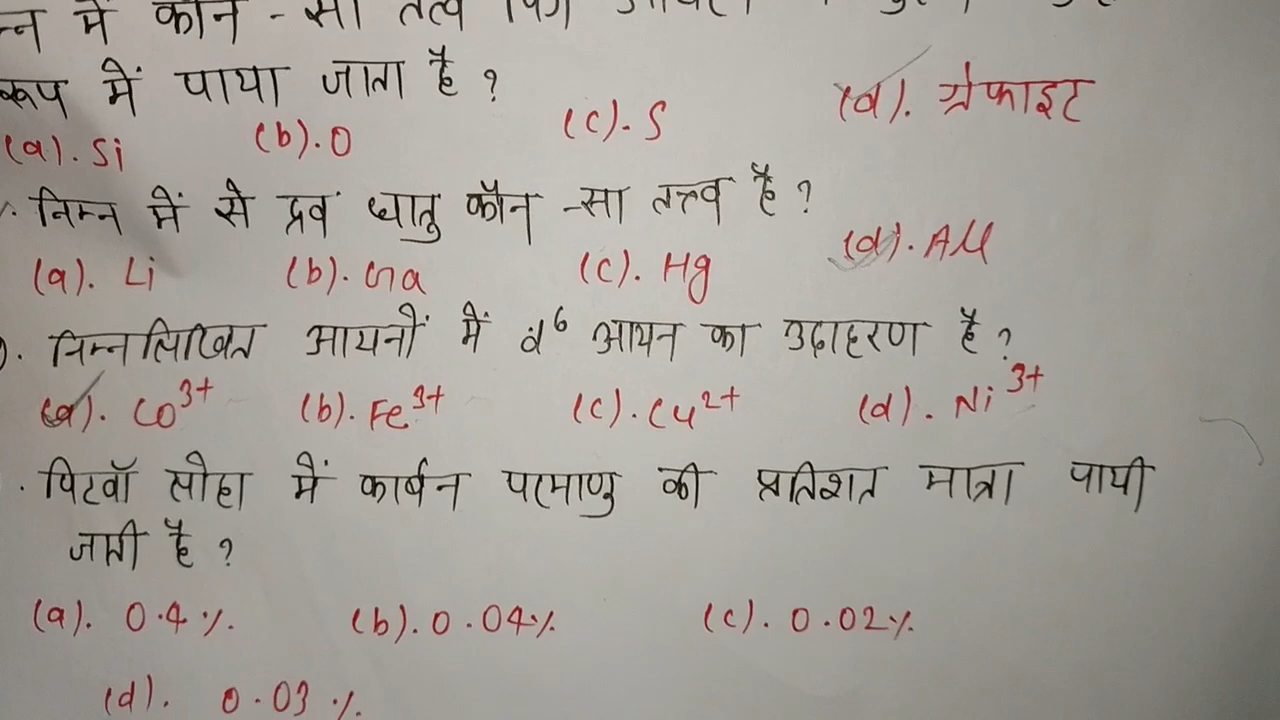 में कौन - सा तत्व
रूप में पाया जाता है ?
(a). Si (b). O (c). S (d). ग्रेफाइट
निम्न में से द्रव धातु कौन -सा तत्त्व है ?
(a). Li (b). Ga (c). Hg (d).
निम्नलिखित आयनों में d⁶ आयन का उदाहरण है ?
(a). Co³⁺ (b). Fe³⁺ (c). Cu²⁺ (d). Ni³⁺
. पिटवॉ लोहा में कार्बन परमाणु की प्रतिशत मात्रा पायी
जाती है ?
(a). 0.4 % (b). 0.04% (c). 0.02%
(d). 0.03 %